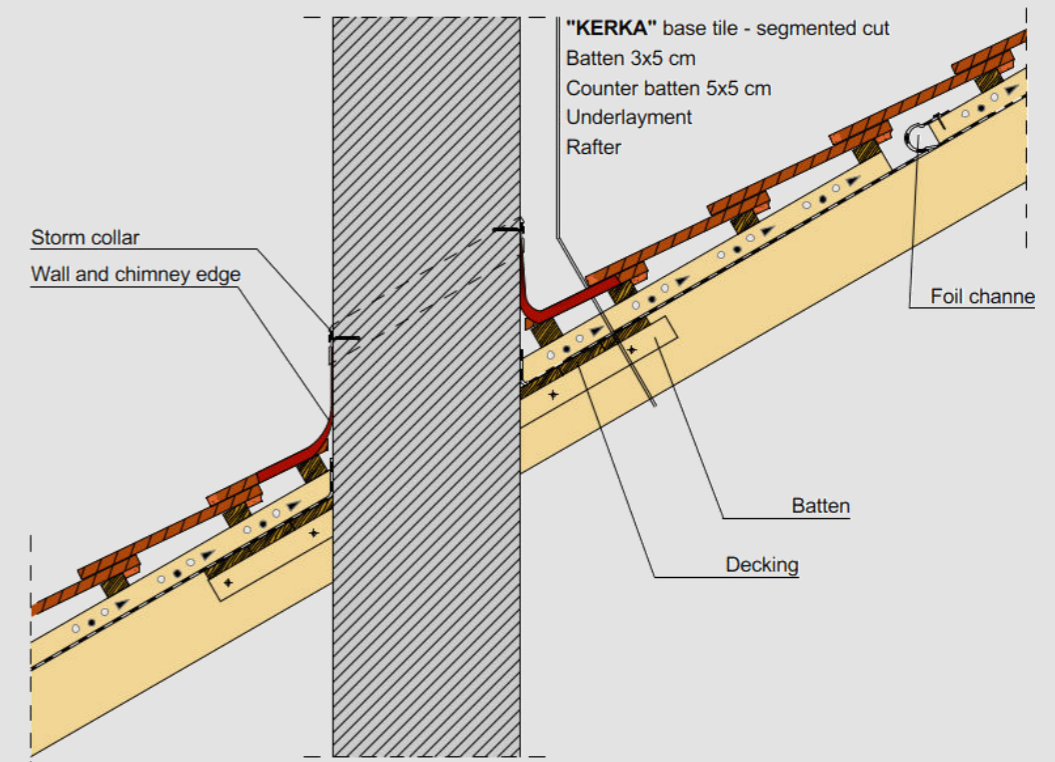 "KERKA" base tile - segmented cut
Batten 3x5 cm
Counter batten 5x5 cm
Underlayment
Rafter
Storm collar
Wall and chimney edge
Foil channe
Batten
Decking